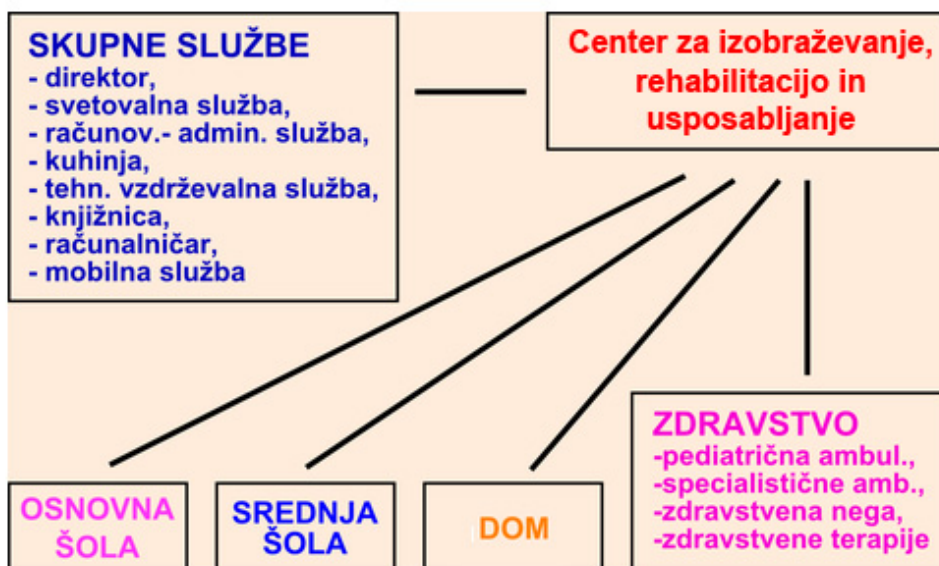 SKUPNE SLUŽBE
- direktor,
- svetovalna služba,
- računov.- admin. služba,
- kuhinja,
- tehn. vzdrževalna služba,
- knjižnica,
- računalničar,
- mobilna služba
Center za izobraževanje,
rehabilitacijo in
usposabljanje
OSNOVNA
ŠOLA
SREDNJA
ŠOLA
DOM
ZDRAVSTVO
-pediatrična ambul.,
-specialistične amb.,
-zdravstvena nega,
-zdravstvene terapije